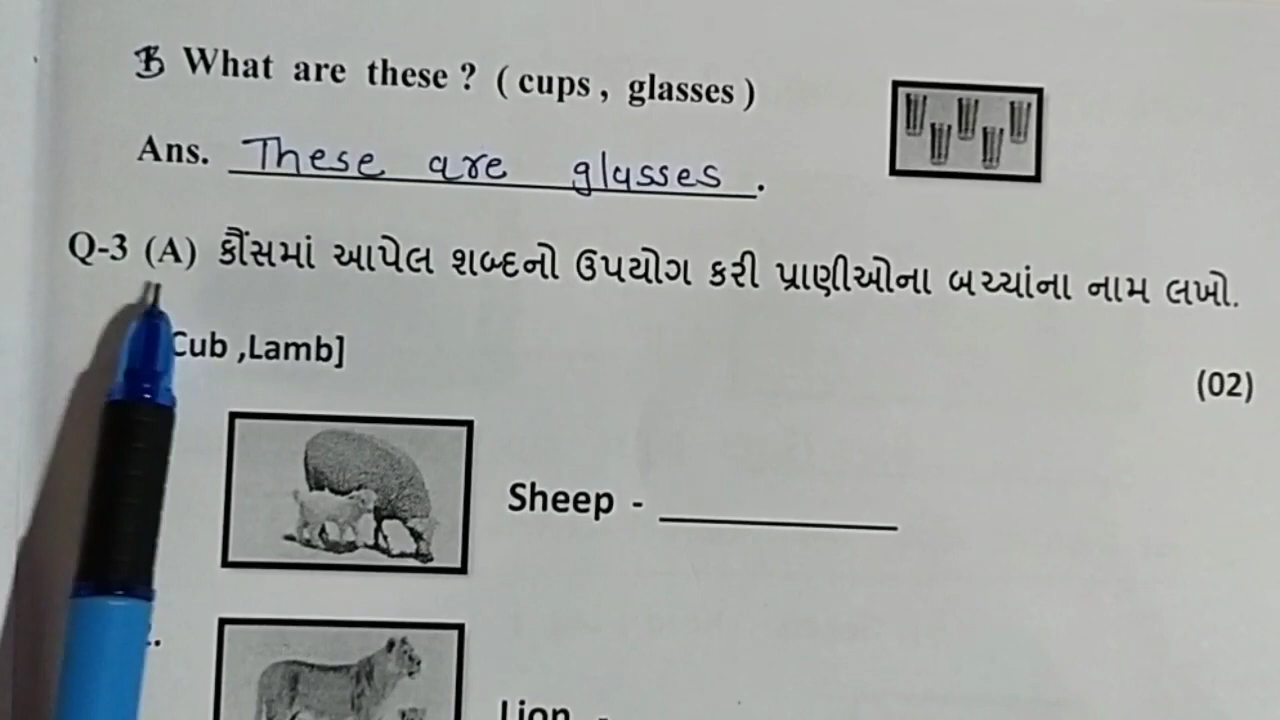 What are these ? ( cups , glasses )
Ans. These are glasses .
Q-3 (A) કૌંસમાં આપેલ શબ્દનો ઉપયોગ કરી પ્રાણીઓના બચ્ચાંના નામ લખો.
Cub ,Lamb]
(02)
Sheep -
Lion -